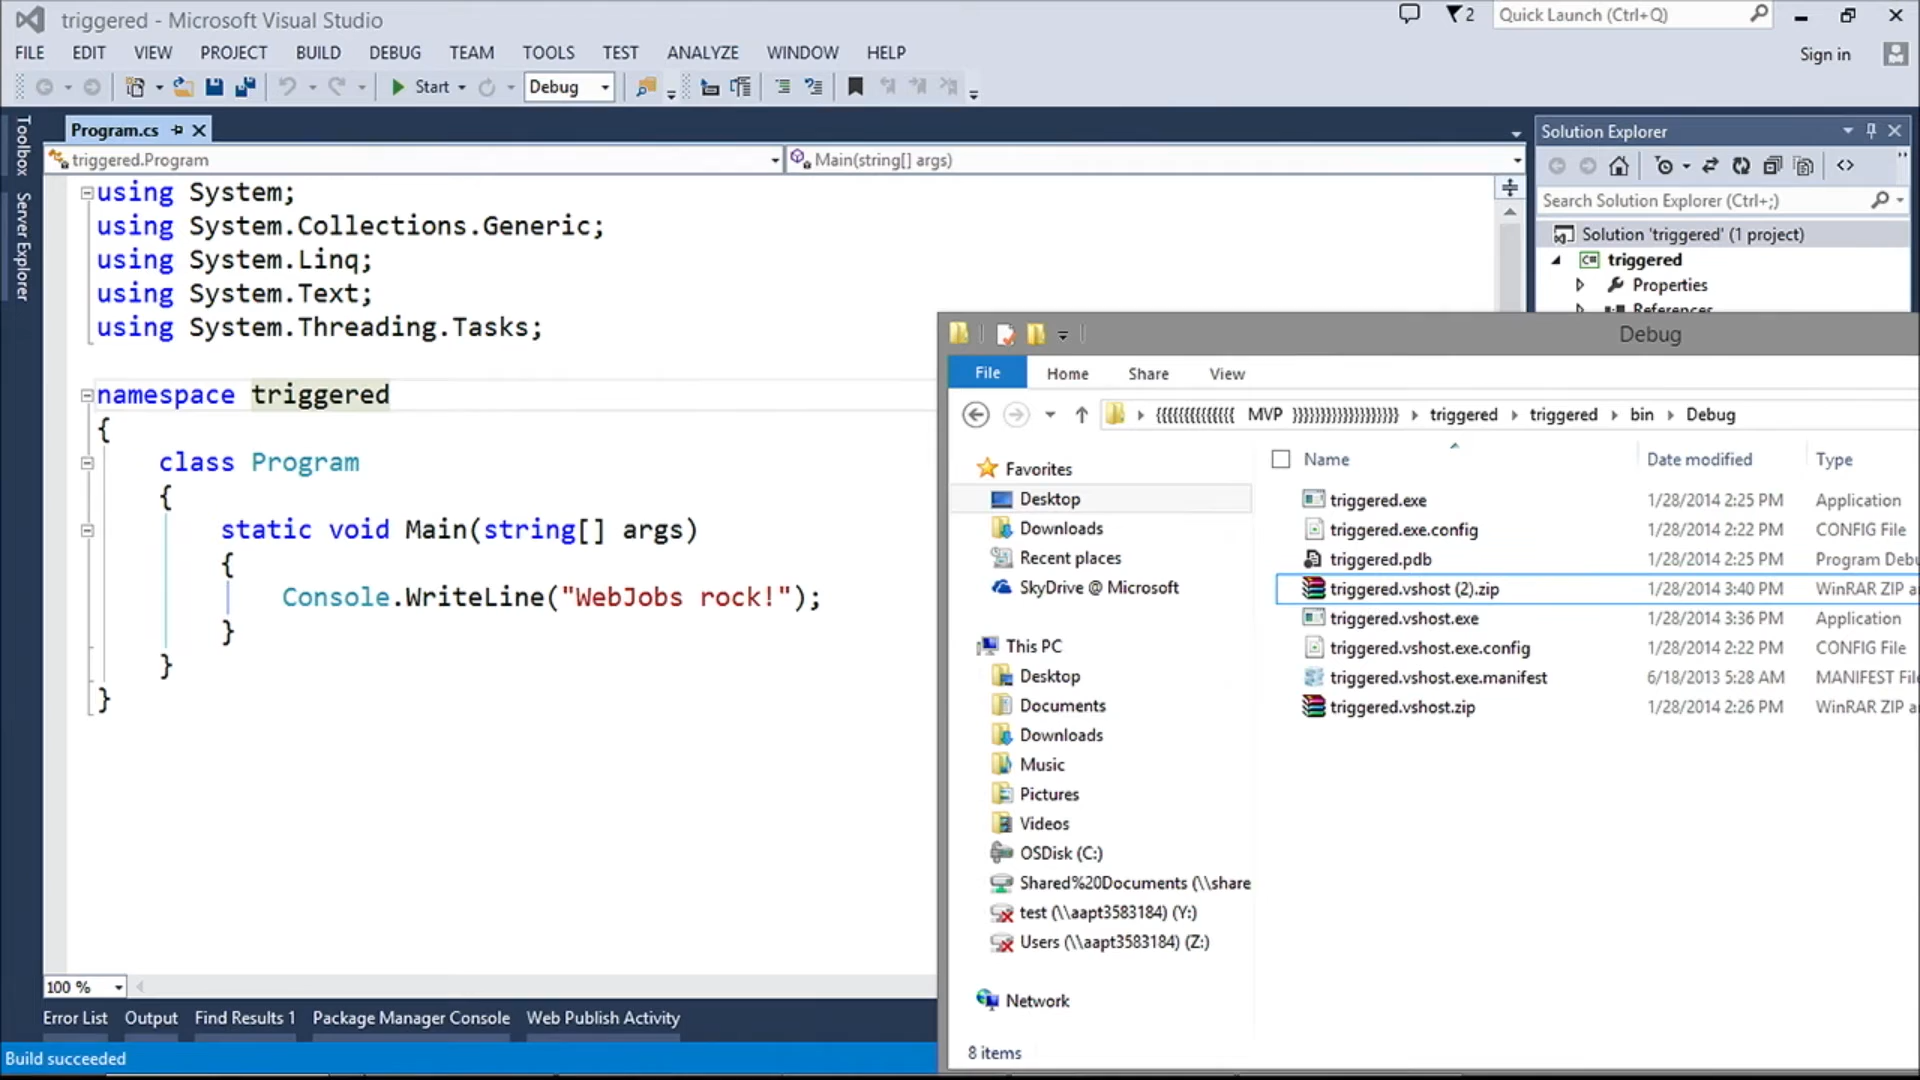 triggered - Microsoft Visual Studio
2
Quick Launch (Ctrl+Q)
FILE EDIT VIEW PROJECT BUILD DEBUG TEAM TOOLS TEST ANALYZE WINDOW HELP
Sign in
Start Debug
Toolbox
Server Explorer
Program.cs
triggered.Program
Main(string[] args)
using System;
using System.Collections.Generic;
using System.Linq;
using System.Text;
using System.Threading.Tasks;
namespace triggered
{
class Program
{
static void Main(string[] args)
{
Console.WriteLine("WebJobs rock!");
}
}
}
100 %
Error List Output Find Results 1 Package Manager Console Web Publish Activity
Build succeeded
Solution Explorer
Search Solution Explorer (Ctrl+;)
Solution 'triggered' (1 project)
C# triggered
Properties
References
Debug
File Home Share View
{{{{{{{{{{{{{{ MVP }}}}}}}}}}}}}}}}}}} triggered triggered bin Debug
Favorites
Desktop
Downloads
Recent places
SkyDrive @ Microsoft
This PC
Desktop
Documents
Downloads
Music
Pictures
Videos
OSDisk (C:)
Shared%20Documents (\\share
test (\\aapt3583184) (Y:)
Users (\\aapt3583184) (Z:)
Network
Name Date modified Type
triggered.exe 1/28/2014 2:25 PM Application
triggered.exe.config 1/28/2014 2:22 PM CONFIG File
triggered.pdb 1/28/2014 2:25 PM Program Debu
triggered.vshost (2).zip 1/28/2014 3:40 PM WinRAR ZIP a
triggered.vshost.exe 1/28/2014 3:36 PM Application
triggered.vshost.exe.config 1/28/2014 2:22 PM CONFIG File
triggered.vshost.exe.manifest 6/18/2013 5:28 AM MANIFEST File
triggered.vshost.zip 1/28/2014 2:26 PM WinRAR ZIP a
8 items